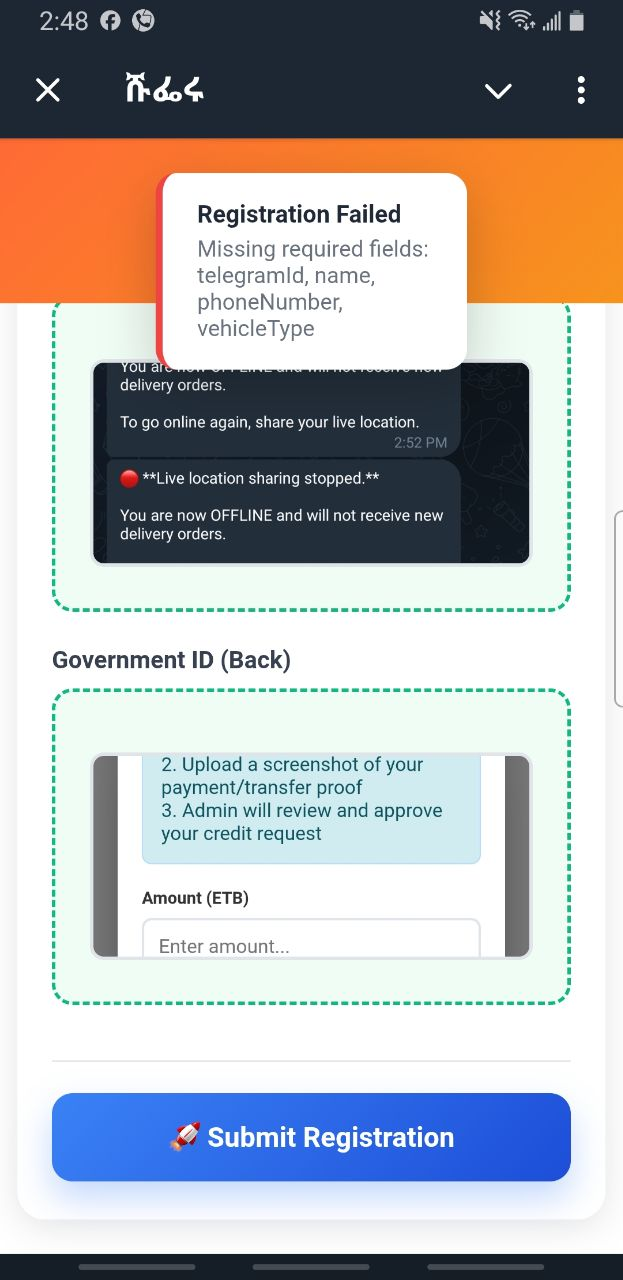 2:48
ሹፌሩ
Registration Failed
Missing required fields:
telegramId, name,
phoneNumber,
vehicleType
You are now OFFLINE and will not receive new
delivery orders.
To go online again, share your live location.
2:52 PM
🔴 **Live location sharing stopped.**
You are now OFFLINE and will not receive new
delivery orders.
Government ID (Back)
2. Upload a screenshot of your
payment/transfer proof
3. Admin will review and approve
your credit request
Amount (ETB)
Enter amount...
🚀 Submit Registration